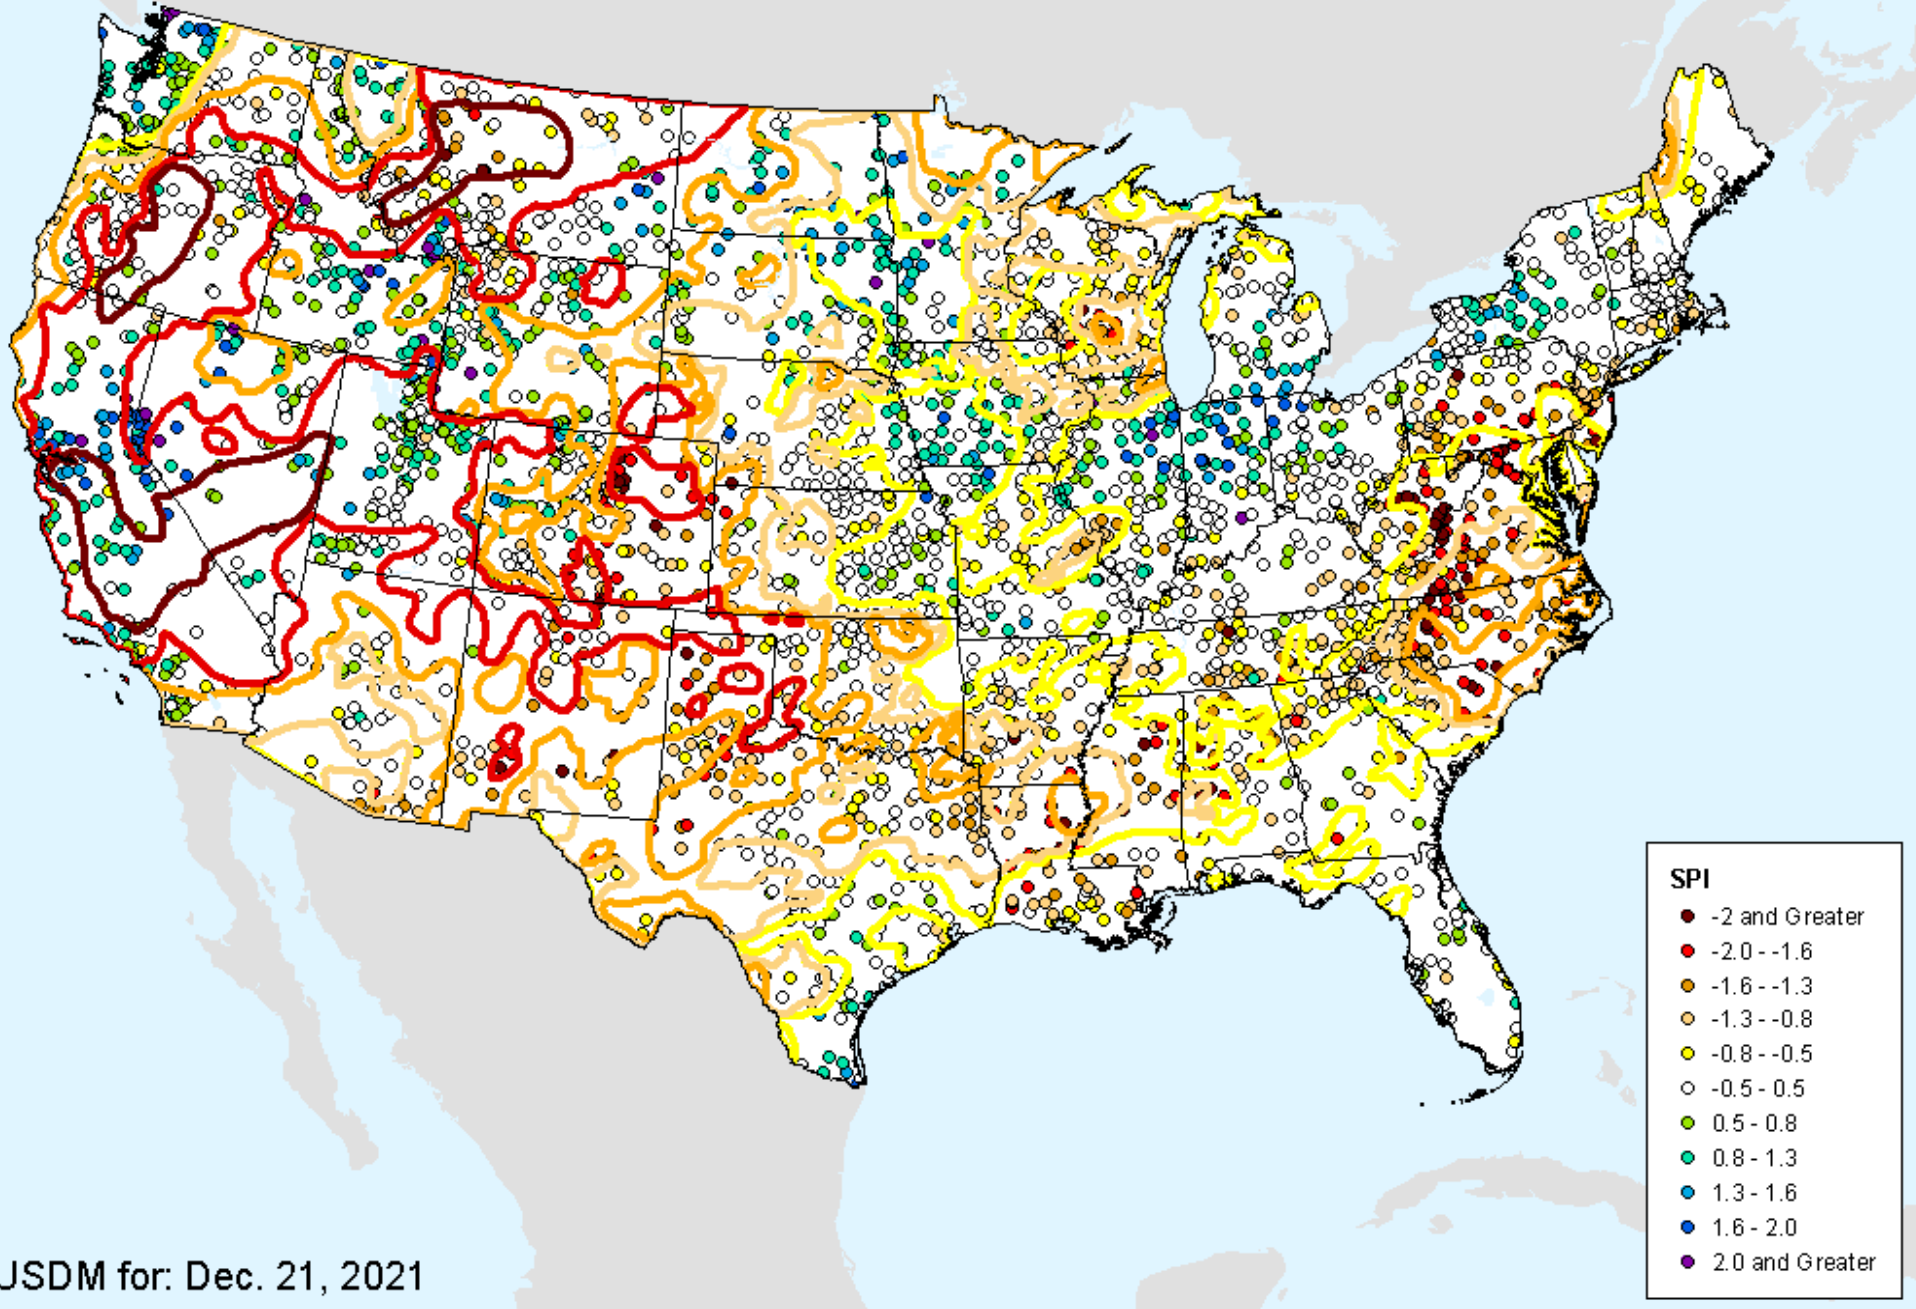 SPI
-2 and Greater
-2.0 - -1.6
-1.6 - -1.3
-1.3 - -0.8
-0.8 - -0.5
-0.5 - 0.5
0.5 - 0.8
0.8 - 1.3
1.3 - 1.6
1.6 - 2.0
2.0 and Greater
USDM for: Dec. 21, 2021